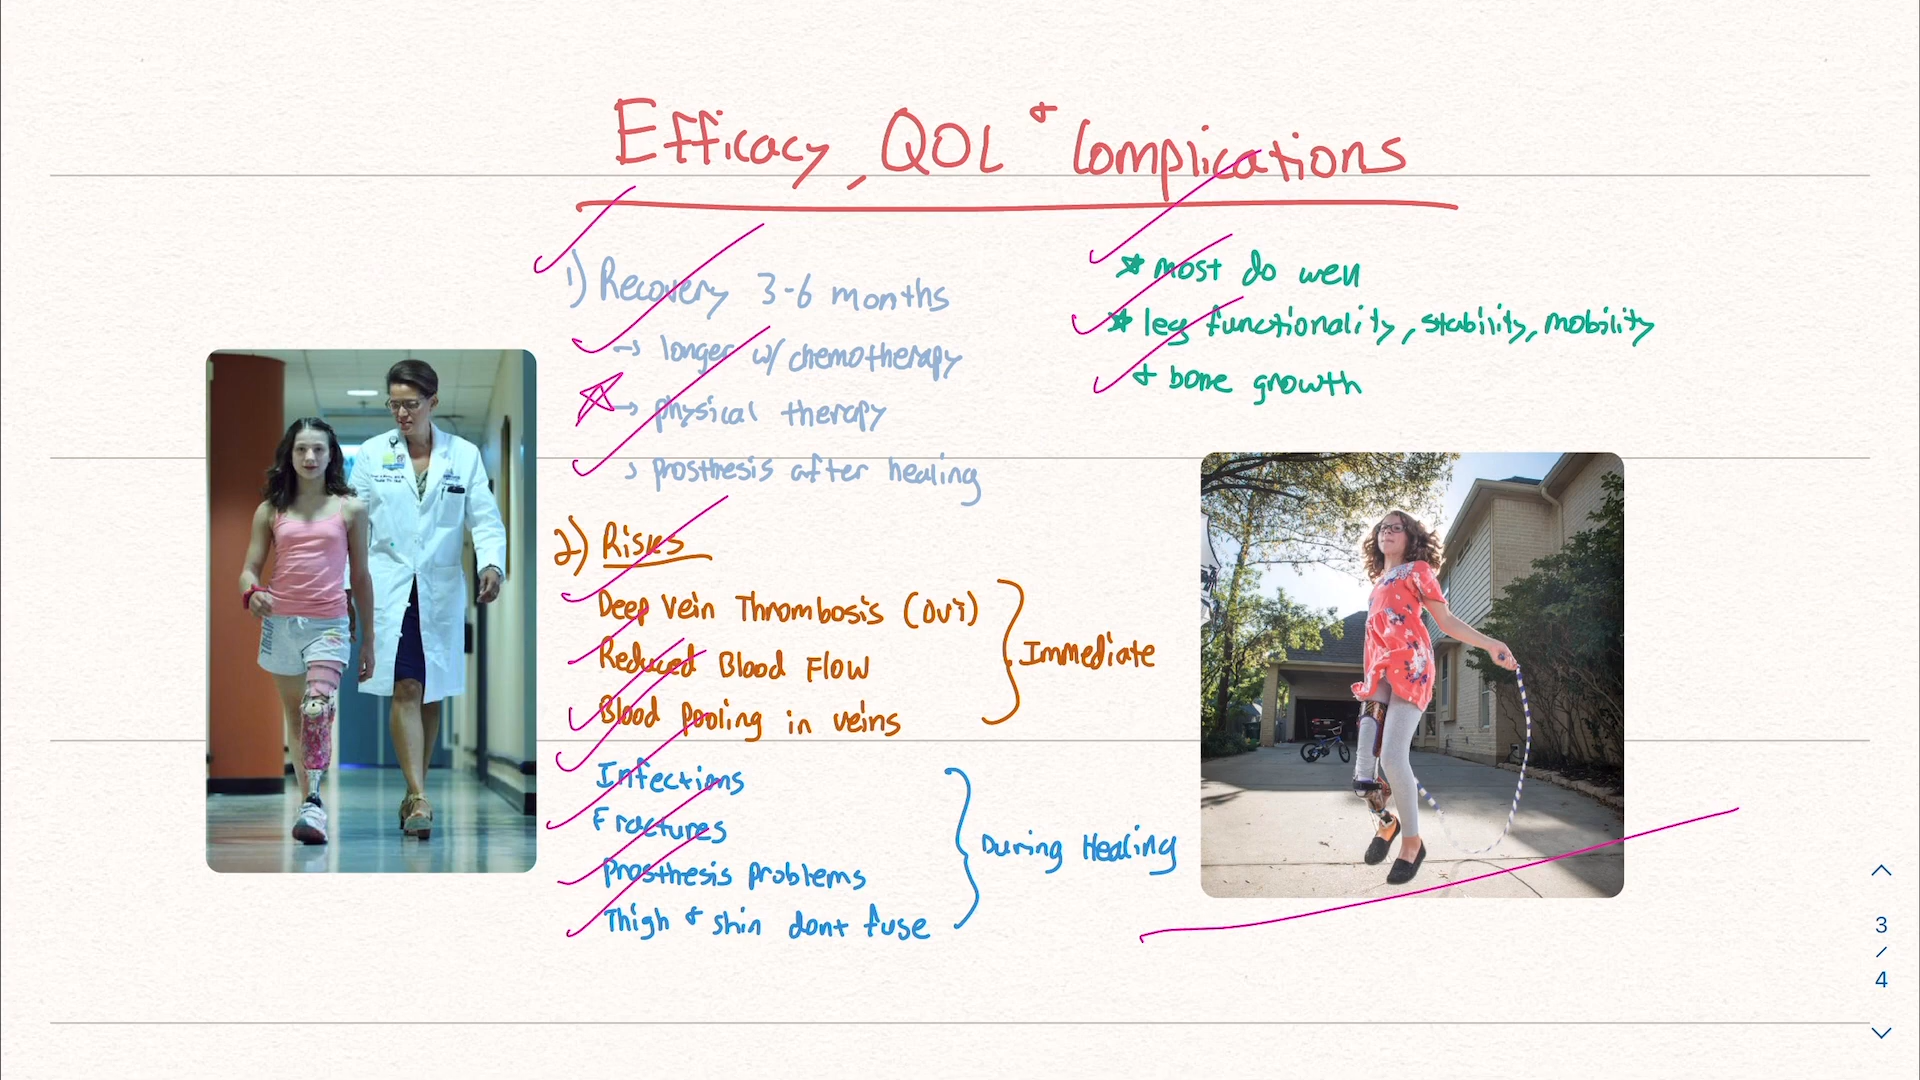 Efficacy, QOL & Complications
1) Recovery 3-6 months
→ longer w/ chemotherapy
→ physical therapy
→ prosthesis after healing
2) Risks
Deep Vein Thrombosis (DVT)
Reduced Blood Flow
Blood pooling in veins
Immediate
Infections
Fractures
Prosthesis Problems
Thigh & shin dont fuse
During Healing
☆ most do well
☆ leg functionality, stability, mobility
& bone growth
3
/
4